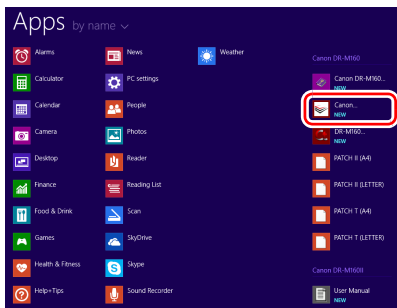 Apps by name
Alarms
Calculator
Calendar
Camera
Desktop
Finance
Food & Drink
Games
Health & Fitness
Help+Tips
News
PC settings
People
Photos
Reader
Reading List
Scan
SkyDrive
Skype
Sound Recorder
Weather
Canon DR-M160
Canon DR-M160...
NEW
Canon...
NEW
DR-M160...
NEW
PATCH II (A4)
PATCH II (LETTER)
PATCH T (A4)
PATCH T (LETTER)
Canon DR-M160II
User Manual
NEW